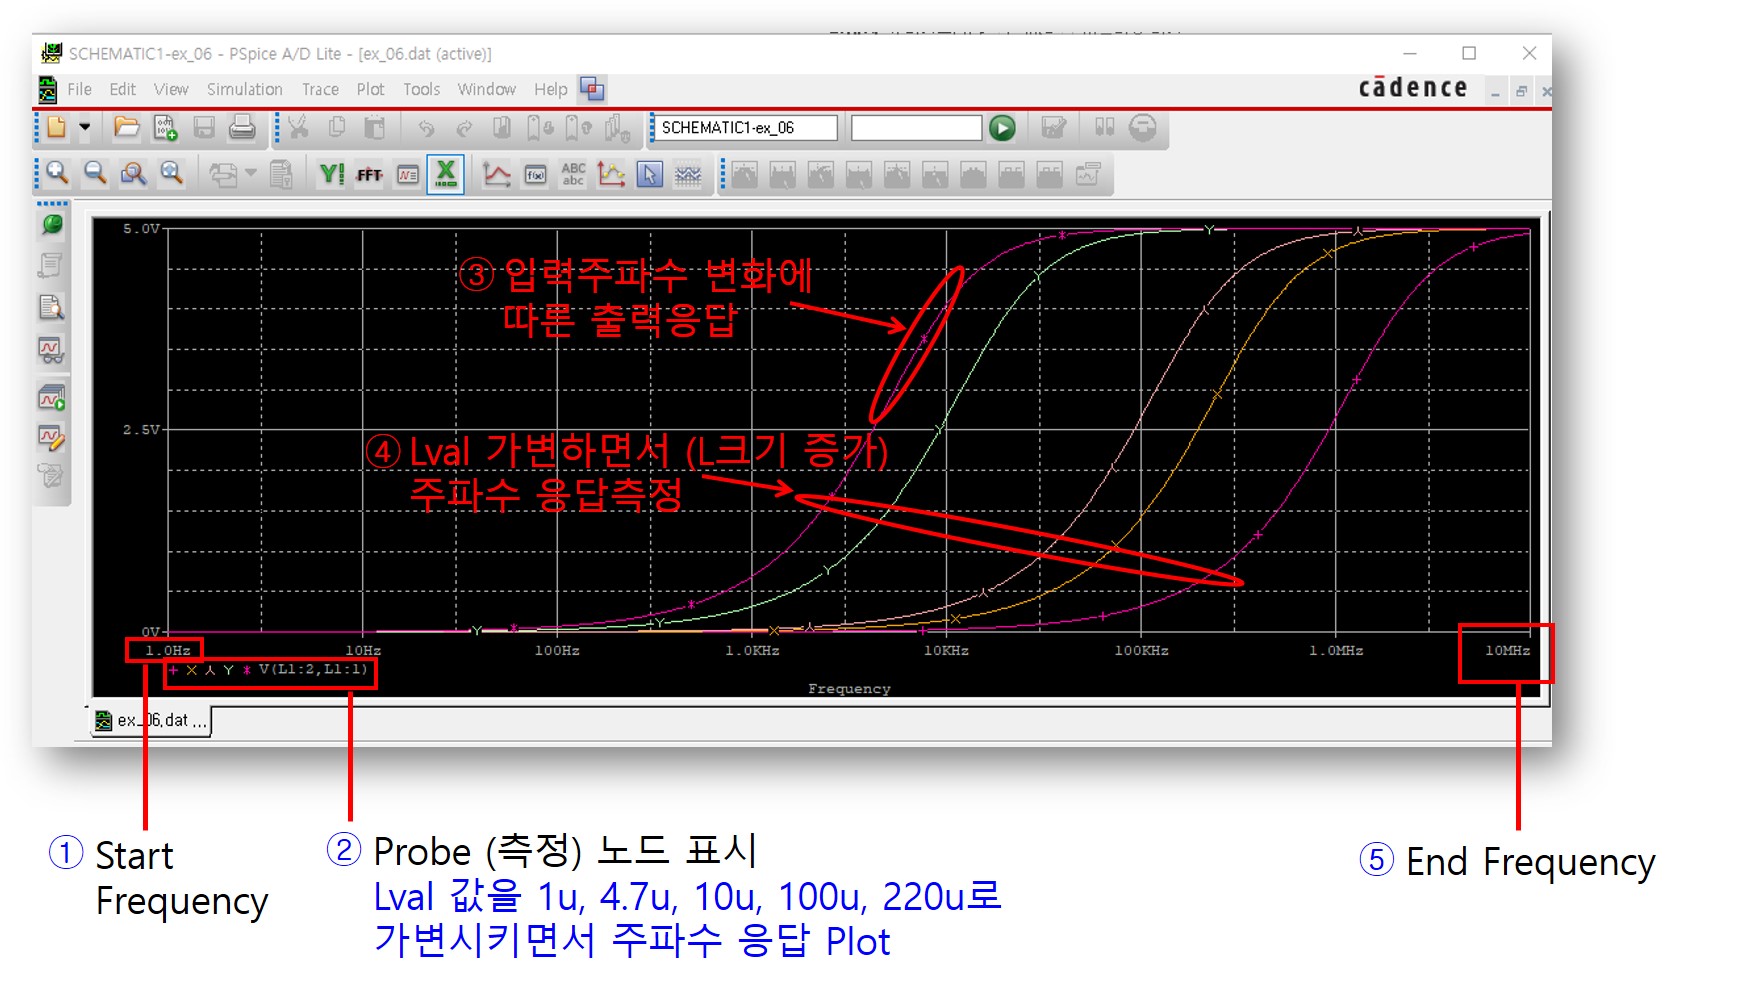 SCHEMATIC1-ex_06 - PSpice A/D Lite - [ex_06.dat (active)]
File Edit View Simulation Trace Plot Tools Window Help
cādence
SCHEMATIC1-ex_06
FFT
ABC
abc
5.0V
③ 입력주파수 변화에
따른 출력응답
2.5V
④ Lval 가변하면서 (L크기 증가)
주파수 응답측정
0V
1.0Hz 10Hz 100Hz 1.0KHz 10KHz 100KHz 1.0MHz 10MHz
V(L1:2,L1:1)
Frequency
ex_06.dat ...
① Start
Frequency
② Probe (측정) 노드 표시
Lval 값을 1u, 4.7u, 10u, 100u, 220u로
가변시키면서 주파수 응답 Plot
⑤ End Frequency